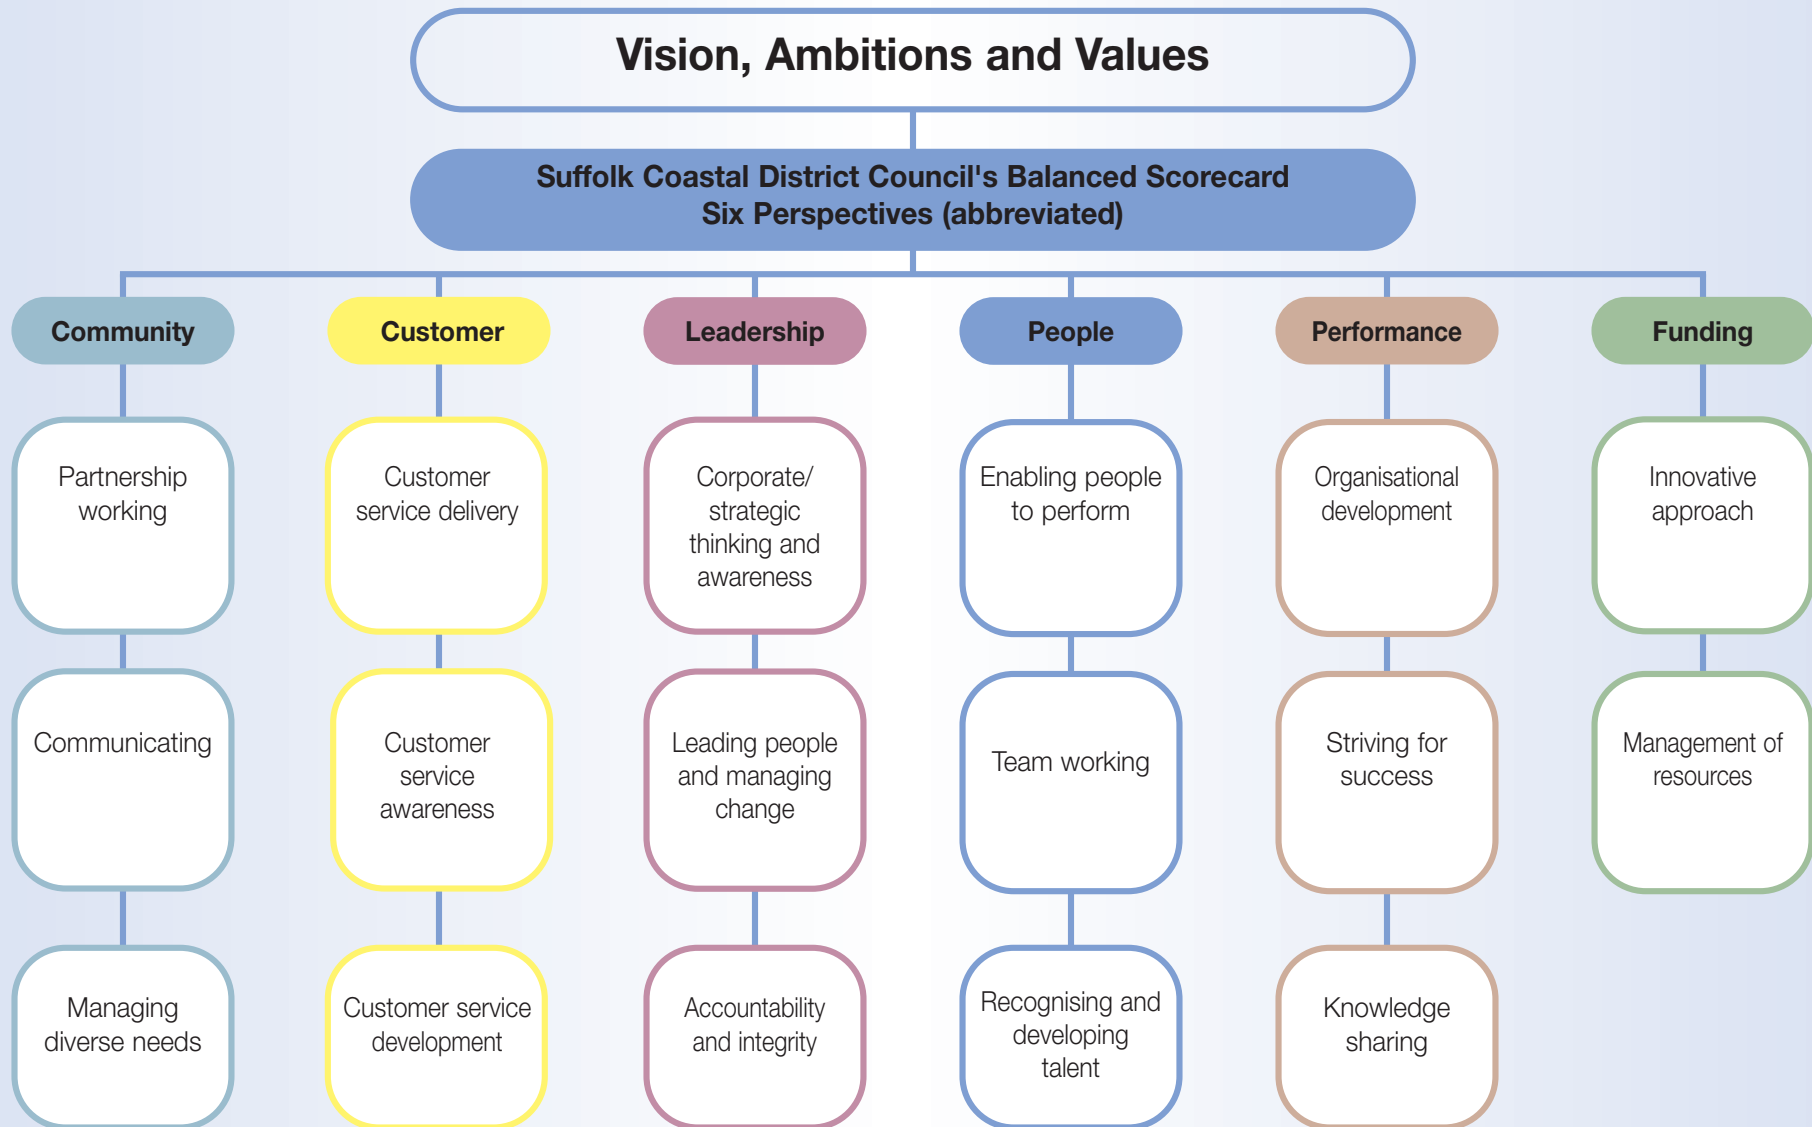 Vision, Ambitions and Values
Suffolk Coastal District Council's Balanced Scorecard
Six Perspectives (abbreviated)
Community
Customer
Leadership
People
Performance
Funding
Partnership
working
Customer
service delivery
Corporate/
strategic
thinking and
awareness
Enabling people
to perform
Organisational
development
Innovative
approach
Communicating
Customer
service
awareness
Leading people
and managing
change
Team working
Striving for
success
Management of
resources
Managing
diverse needs
Customer service
development
Accountability
and integrity
Recognising and
developing
talent
Knowledge
sharing